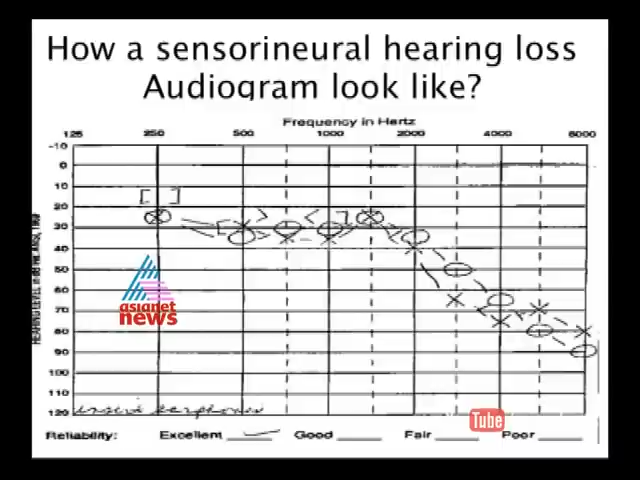 How a sensorineural hearing loss
Audiogram look like?
Frequency in Hertz
125 250 500 1000 2000 4000 8000
-10
0
10
20
30
40
50
60
70
80
90
100
110
120
asianet
news
insert earphones
Tube
Reliability: Excellent Good Fair Poor